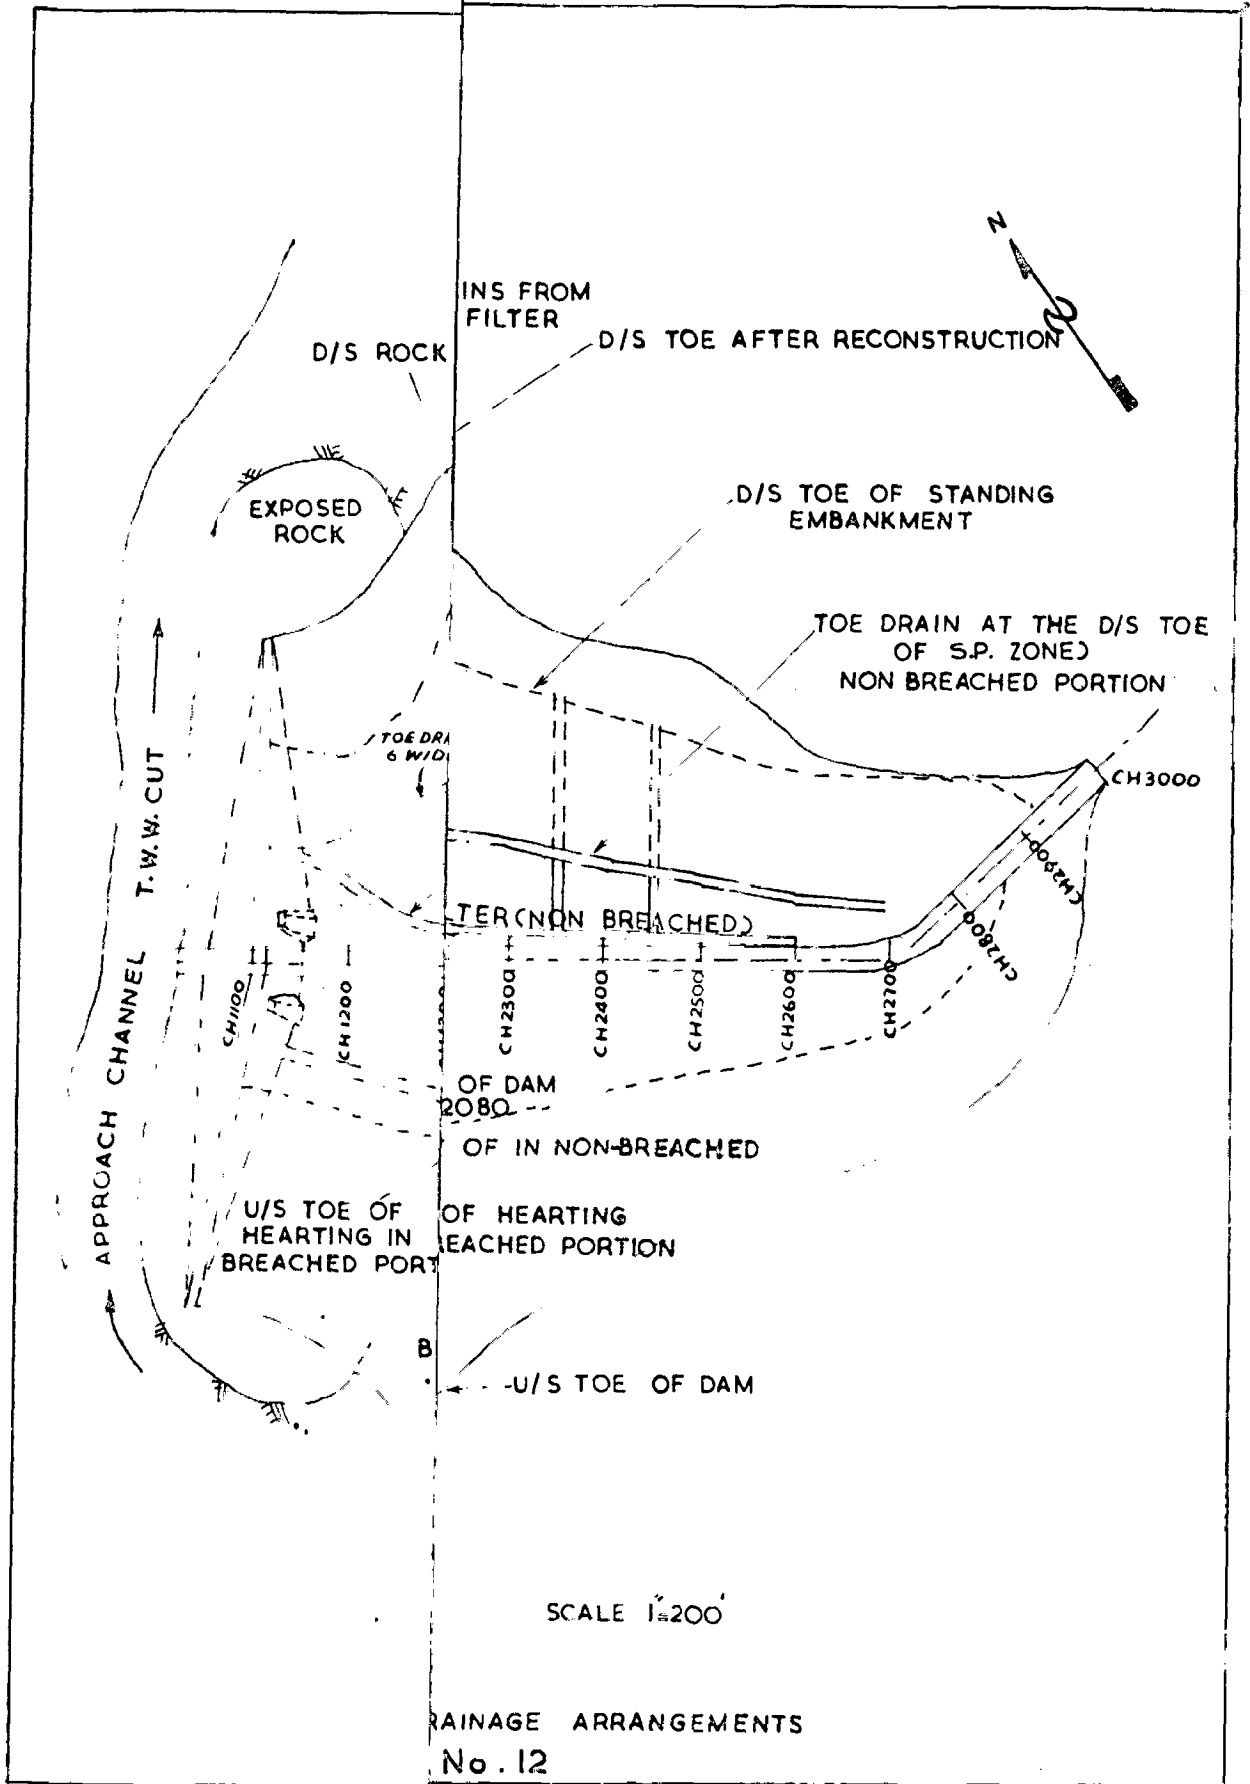 N
INS FROM
FILTER
D/S ROCK
D/S TOE AFTER RECONSTRUCTION
D/S TOE OF STANDING
EMBANKMENT
EXPOSED
ROCK
TOE DRAIN AT THE D/S TOE
OF S.P. ZONE)
NON BREACHED PORTION
TOE DRA
6 WID
APPROACH CHANNEL T.W.W. CUT
TER(NON BREACHED)
CH1100
CH1200
CH2300
CH2400
CH2500
CH2600
CH2700
CH2800
CH2900
CH3000
OF DAM
2080
OF IN NON-BREACHED
U/S TOE OF
HEARTING IN
BREACHED PORT
OF HEARTING
EACHED PORTION
B
U/S TOE OF DAM
SCALE 1"=200'
RAINAGE ARRANGEMENTS
No. 12